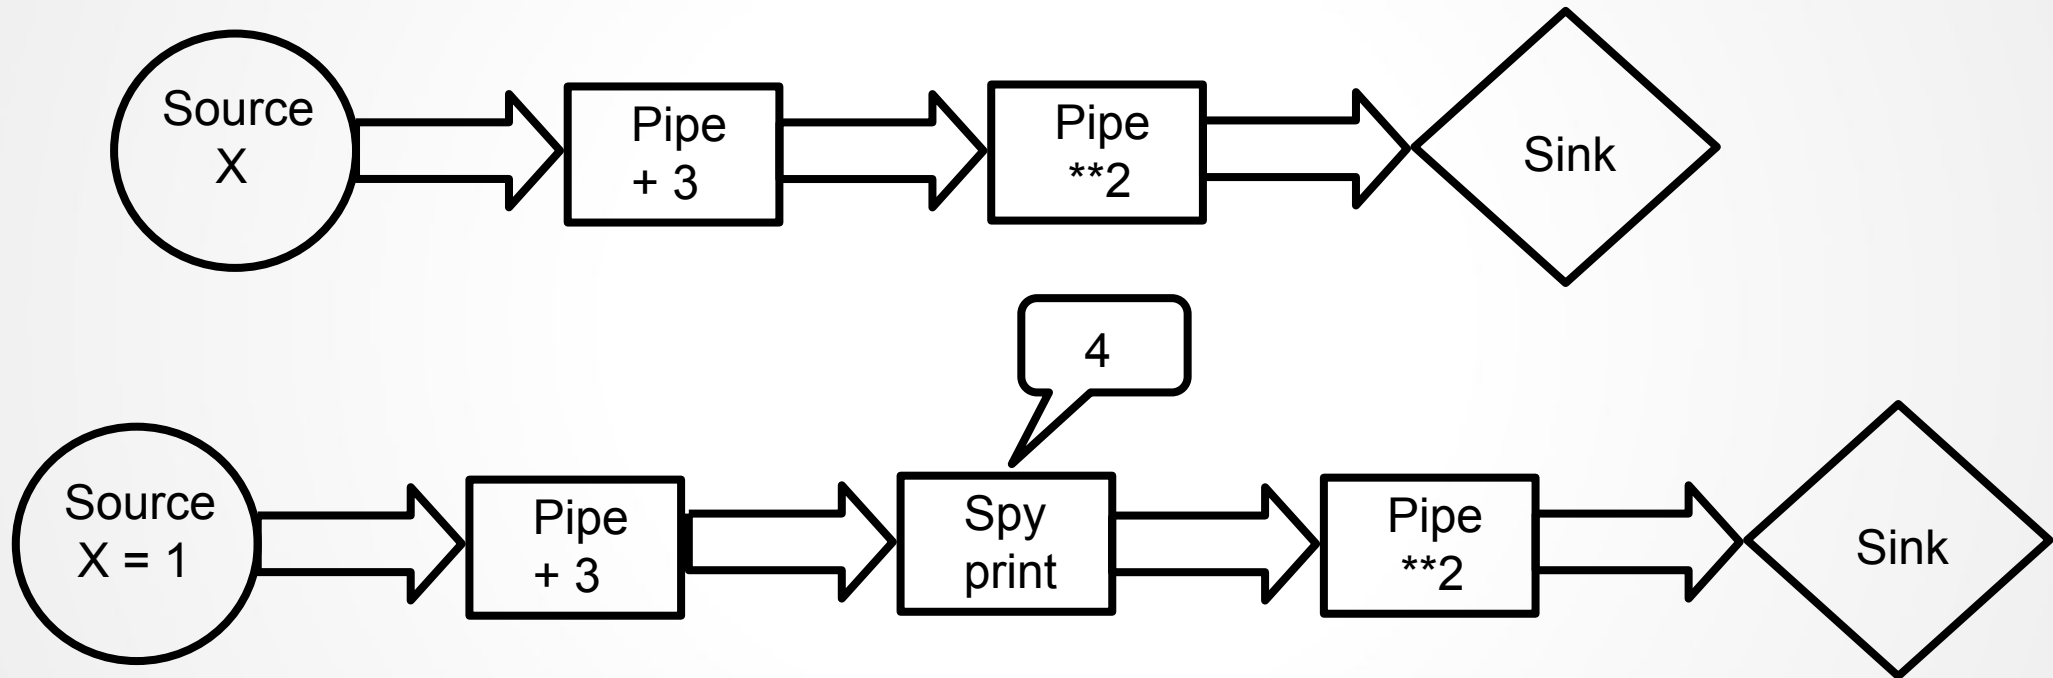 Source
X
Pipe
+ 3
Pipe
**2
Sink
4
Source
X = 1
Pipe
+ 3
Spy
print
Pipe
**2
Sink